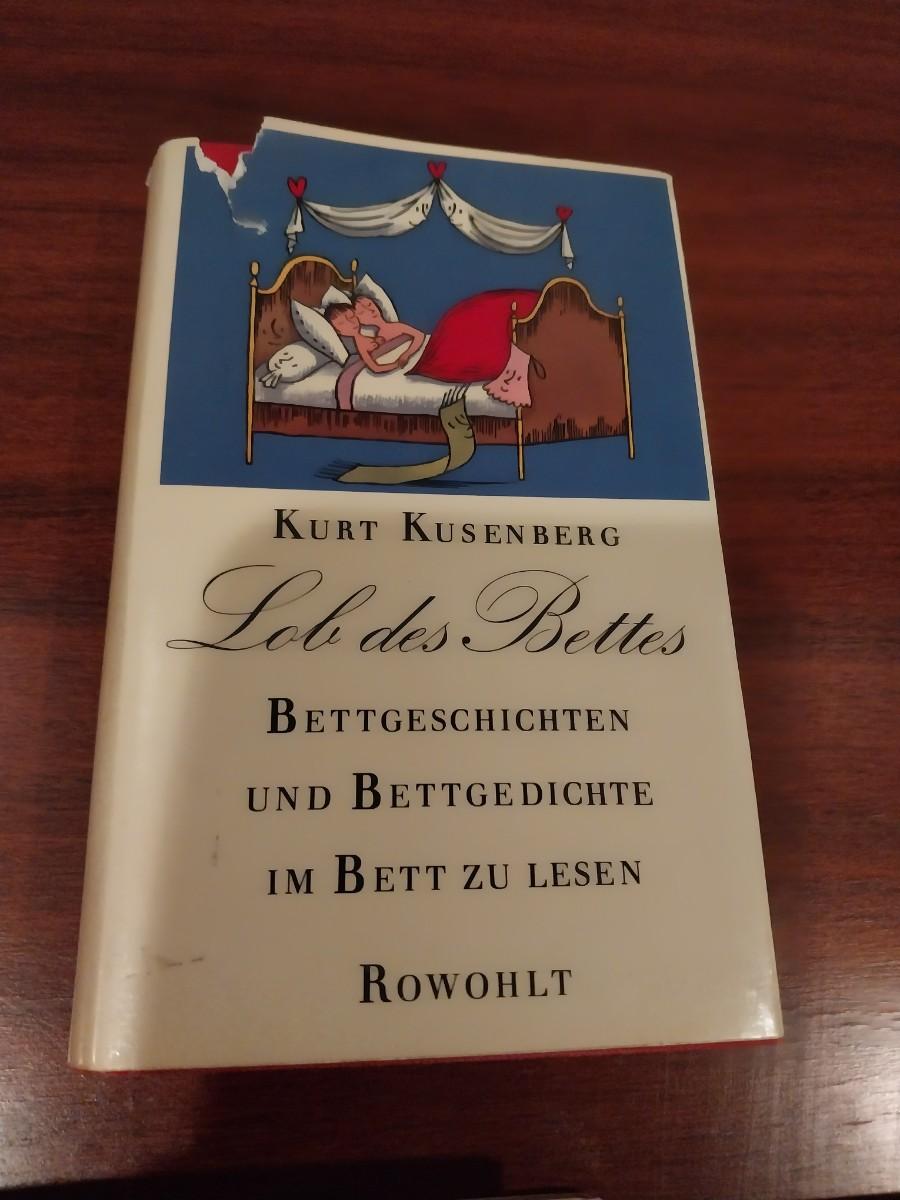 KURT KUSENBERG
Lob des Bettes
BETTGESCHICHTEN
UND BETTGEDICHTE
IM BETT ZU LESEN
ROWOHLT